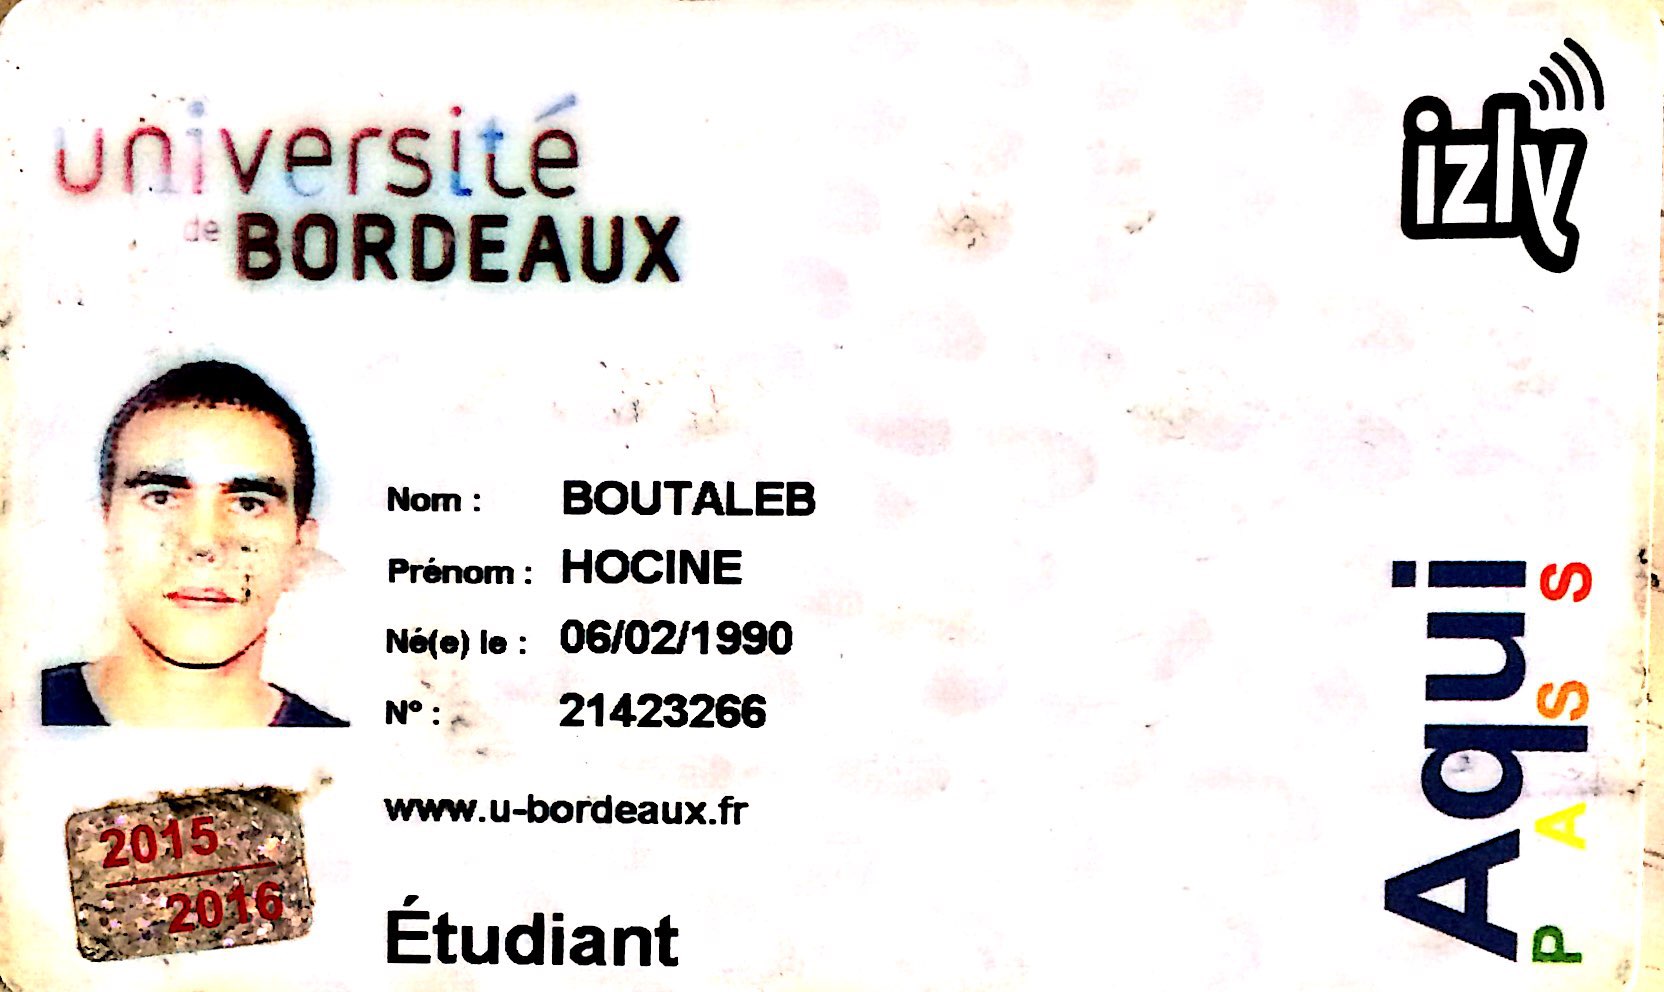 université
de BORDEAUX
izly
Nom : BOUTALEB
Prénom : HOCINE
Né(e) le : 06/02/1990
N° : 21423266
www.u-bordeaux.fr
2015
2016
Étudiant
Aqui
PASS